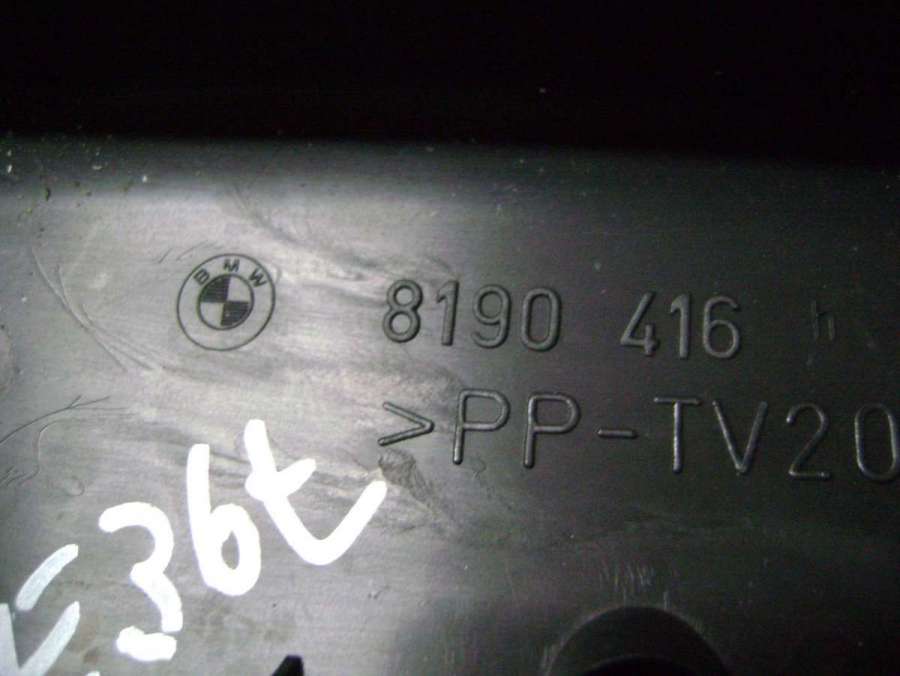 BMW
8190 416 h
>PP-TV20
E36t